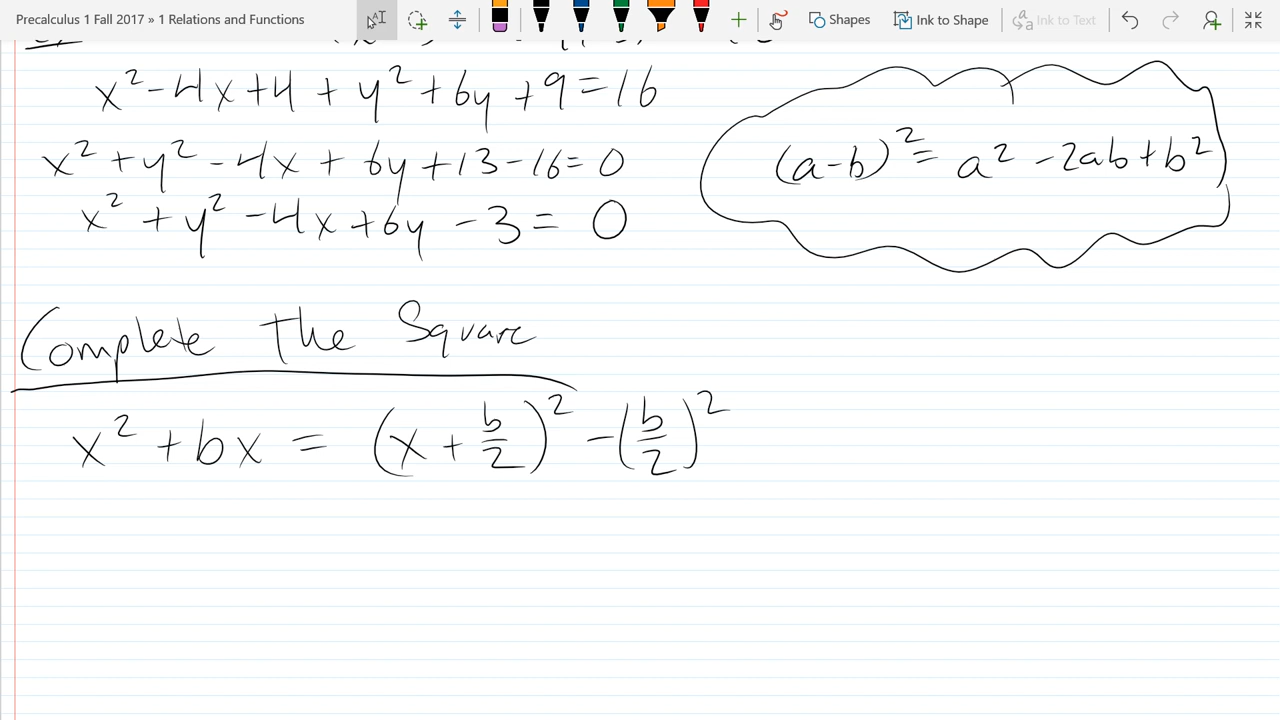 Precalculus 1 Fall 2017 » 1 Relations and Functions
Shapes
Ink to Shape
Ink to Text
x² - 4x + 4 + y² + 6y + 9 = 16
x² + y² - 4x + 6y + 13 - 16 = 0
x² + y² - 4x + 6y - 3 = 0
(a-b)² = a² - 2ab + b²
Complete the Square
x² + bx = (x + b/2)² - (b/2)²